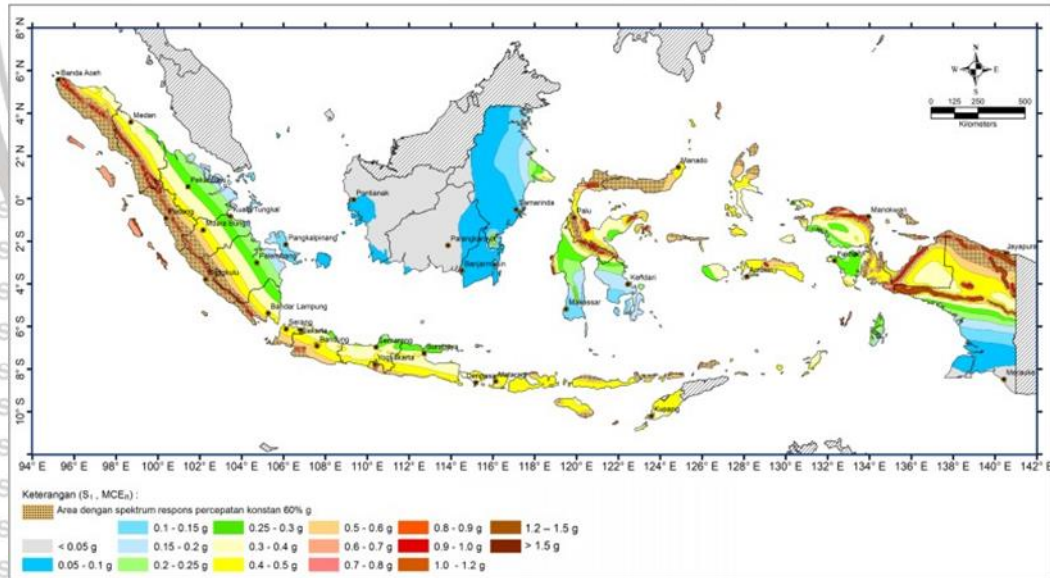 94° E 96° E 98° E 100° E 102° E 104° E 106° E 108° E 110° E 112° E 114° E 116° E 118° E 120° E 122° E 124° E 126° E 128° E 130° E 132° E 134° E 136° E 138° E 140° E 142° E
8° N
6° N
4° N
2° N
0°
2° S
4° S
6° S
8° S
10° S
N
W E
S
0 125 250 500
Kilometers
Banda Aceh
Medan
Manado
Pontianak
Samarinda
Manokwari
Kuala Tungkal
Padang
Palu
Muara Bungo
Pangkalpinang
Jayapura
Palembang
Banjarmasin
Kendari
Makassar
Bandar Lampung
Serang
Bandung
Semarang
Surabaya
Yogyakarta
Mataram
Merauke
Kupang
Keterangan (S₁ , MCEᵣ) :
Area dengan spektrum respons percepatan konstan 60% g
0.1 - 0.15 g 0.25 - 0.3 g 0.5 - 0.6 g 0.8 - 0.9 g 1.2 – 1.5 g
< 0.05 g 0.15 - 0.2 g 0.3 - 0.4 g 0.6 - 0.7 g 0.9 - 1.0 g > 1.5 g
0.05 - 0.1 g 0.2 - 0.25 g 0.4 - 0.5 g 0.7 - 0.8 g 1.0 - 1.2 g